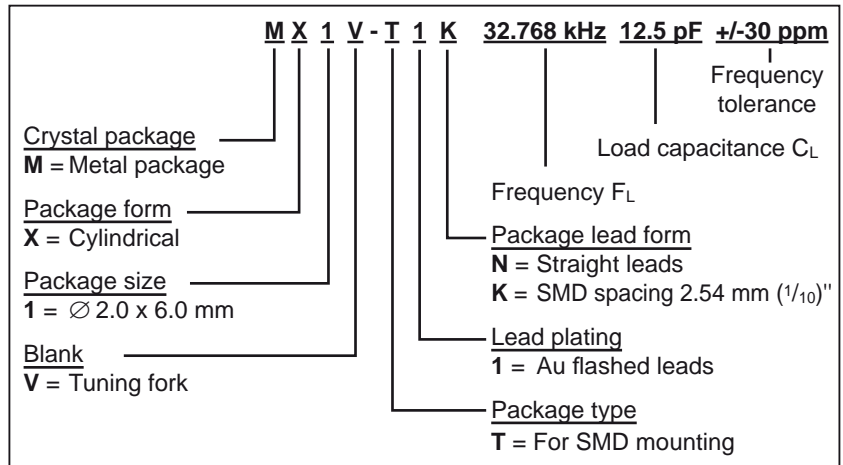 M X 1 V - T 1 K 32.768 kHz 12.5 pF +/-30 ppm
Frequency
tolerance
Crystal package
M = Metal package
Load capacitance CL
Package form
X = Cylindrical
Frequency FL
Package lead form
N = Straight leads
K = SMD spacing 2.54 mm (1/10)"
Package size
1 = ∅ 2.0 x 6.0 mm
Lead plating
1 = Au flashed leads
Blank
V = Tuning fork
Package type
T = For SMD mounting